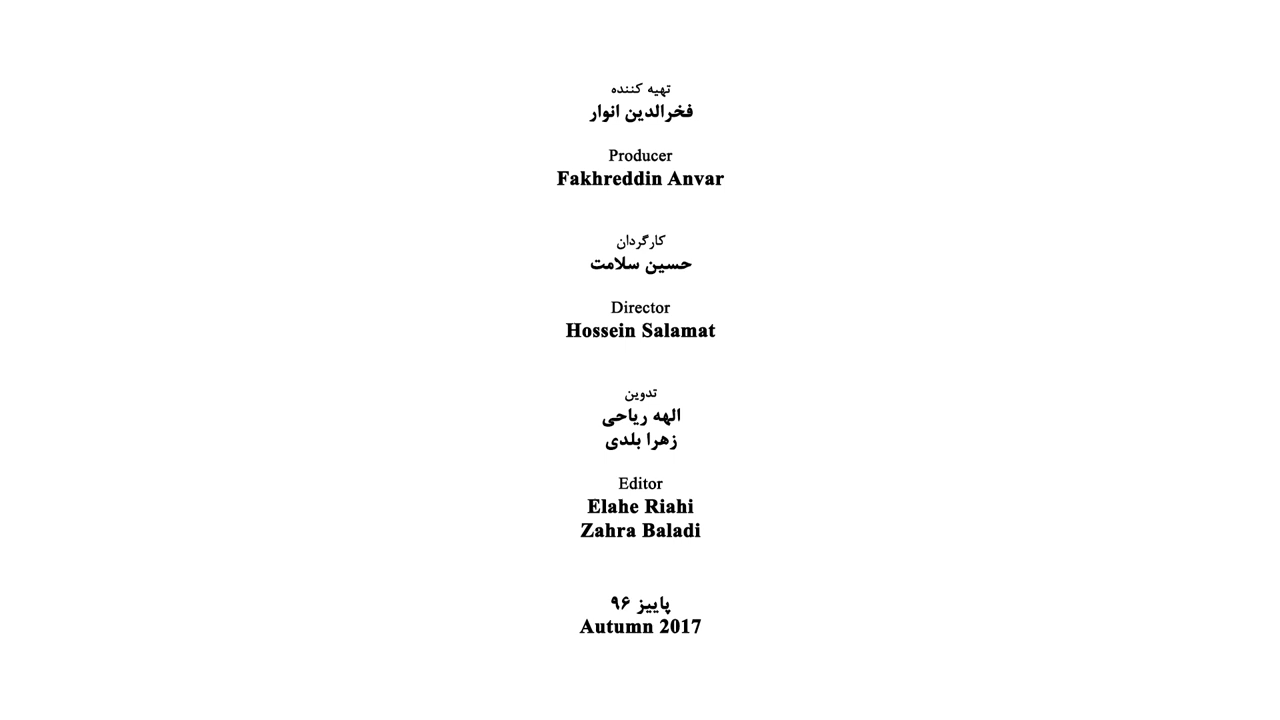 تهیه کننده
فخرالدین انوار
Producer
Fakhreddin Anvar
کارگردان
حسین سلامت
Director
Hossein Salamat
تدوین
الهه ریاحی
زهرا بلدی
Editor
Elahe Riahi
Zahra Baladi
پاییز ۹۶
Autumn 2017